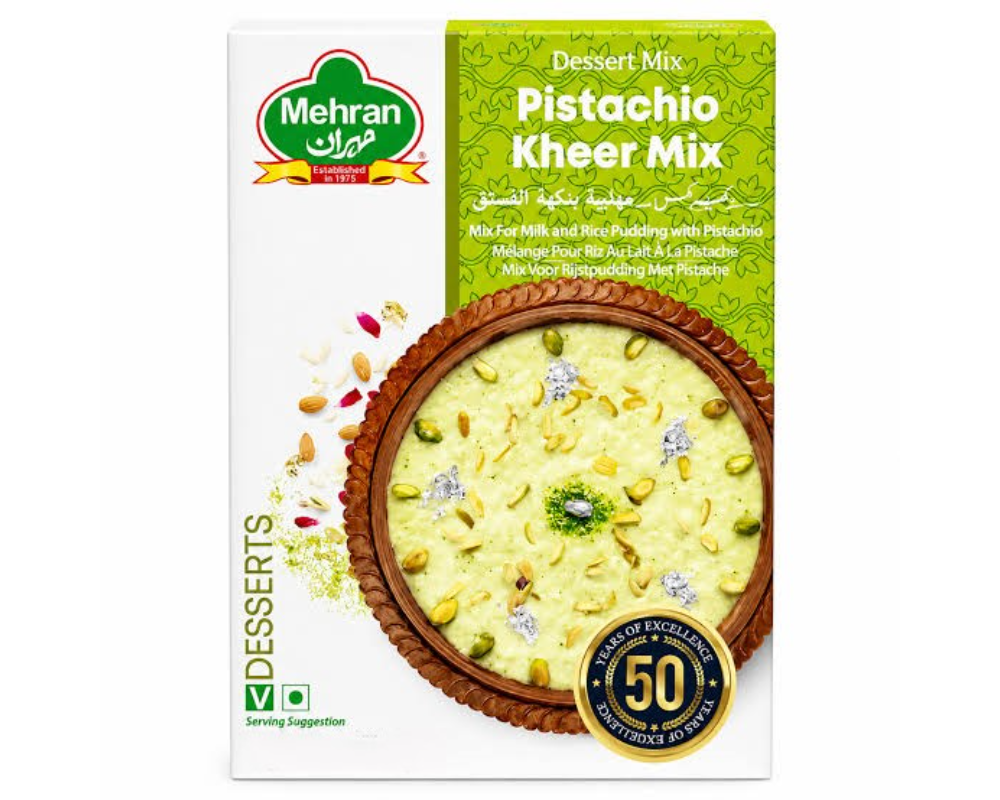 Mehran
مهران
®
Established
in 1975
Dessert Mix
Pistachio
Kheer Mix
مهلبية بنكهة الفستق
Mix For Milk and Rice Pudding with Pistachio
Mélange Pour Riz Au Lait À La Pistache
Mix Voor Rijstpudding Met Pistache
DESSERTS
V
Serving Suggestion
YEARS OF EXCELLENCE
50
YEARS OF EXCELLENCE